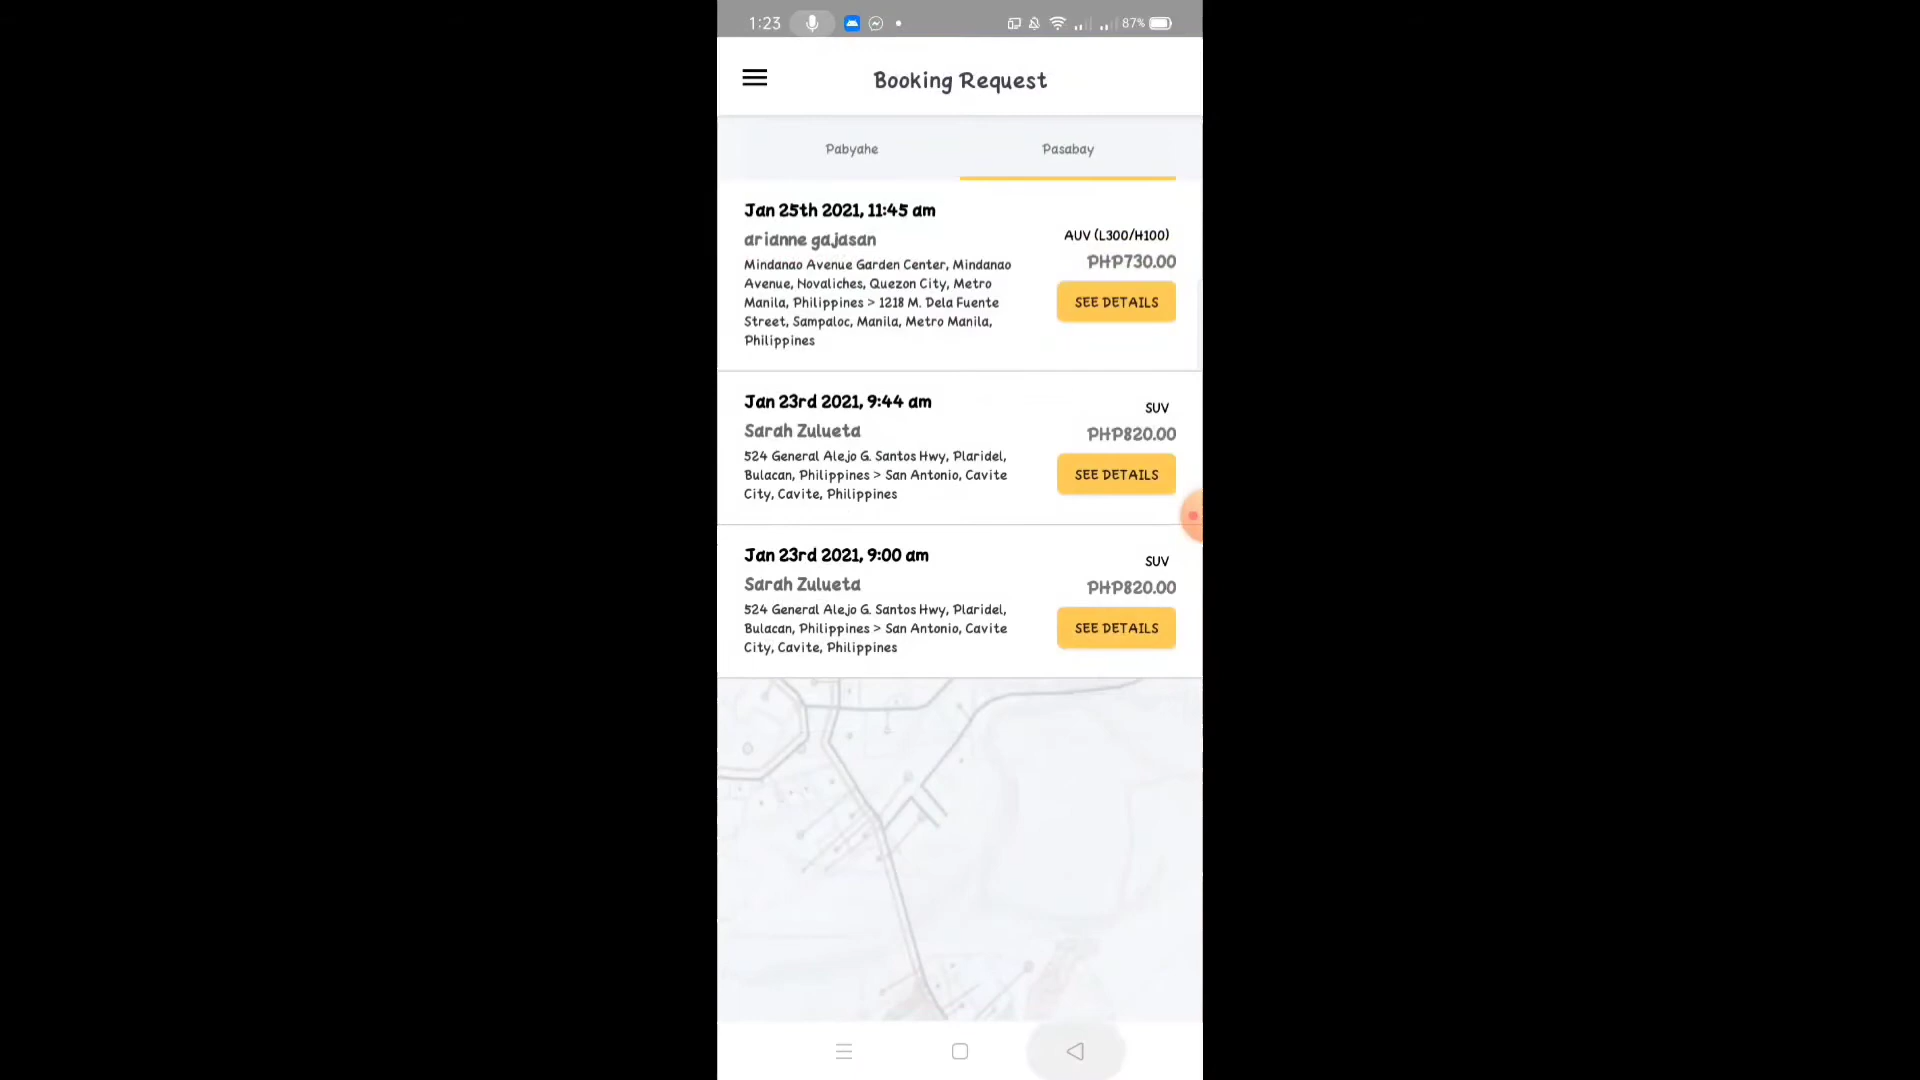 1:23
87%
Booking Request
Pabyahe
Pasabay
Jan 25th 2021, 11:45 am
arianne gajasan
Mindanao Avenue Garden Center, Mindanao
Avenue, Novaliches, Quezon City, Metro
Manila, Philippines > 1218 M. Dela Fuente
Street, Sampaloc, Manila, Metro Manila,
Philippines
AUV (L300/H100)
PHP730.00
SEE DETAILS
Jan 23rd 2021, 9:44 am
Sarah Zulueta
524 General Alejo G. Santos Hwy, Plaridel,
Bulacan, Philippines > San Antonio, Cavite
City, Cavite, Philippines
SUV
PHP820.00
SEE DETAILS
Jan 23rd 2021, 9:00 am
Sarah Zulueta
524 General Alejo G. Santos Hwy, Plaridel,
Bulacan, Philippines > San Antonio, Cavite
City, Cavite, Philippines
SUV
PHP820.00
SEE DETAILS